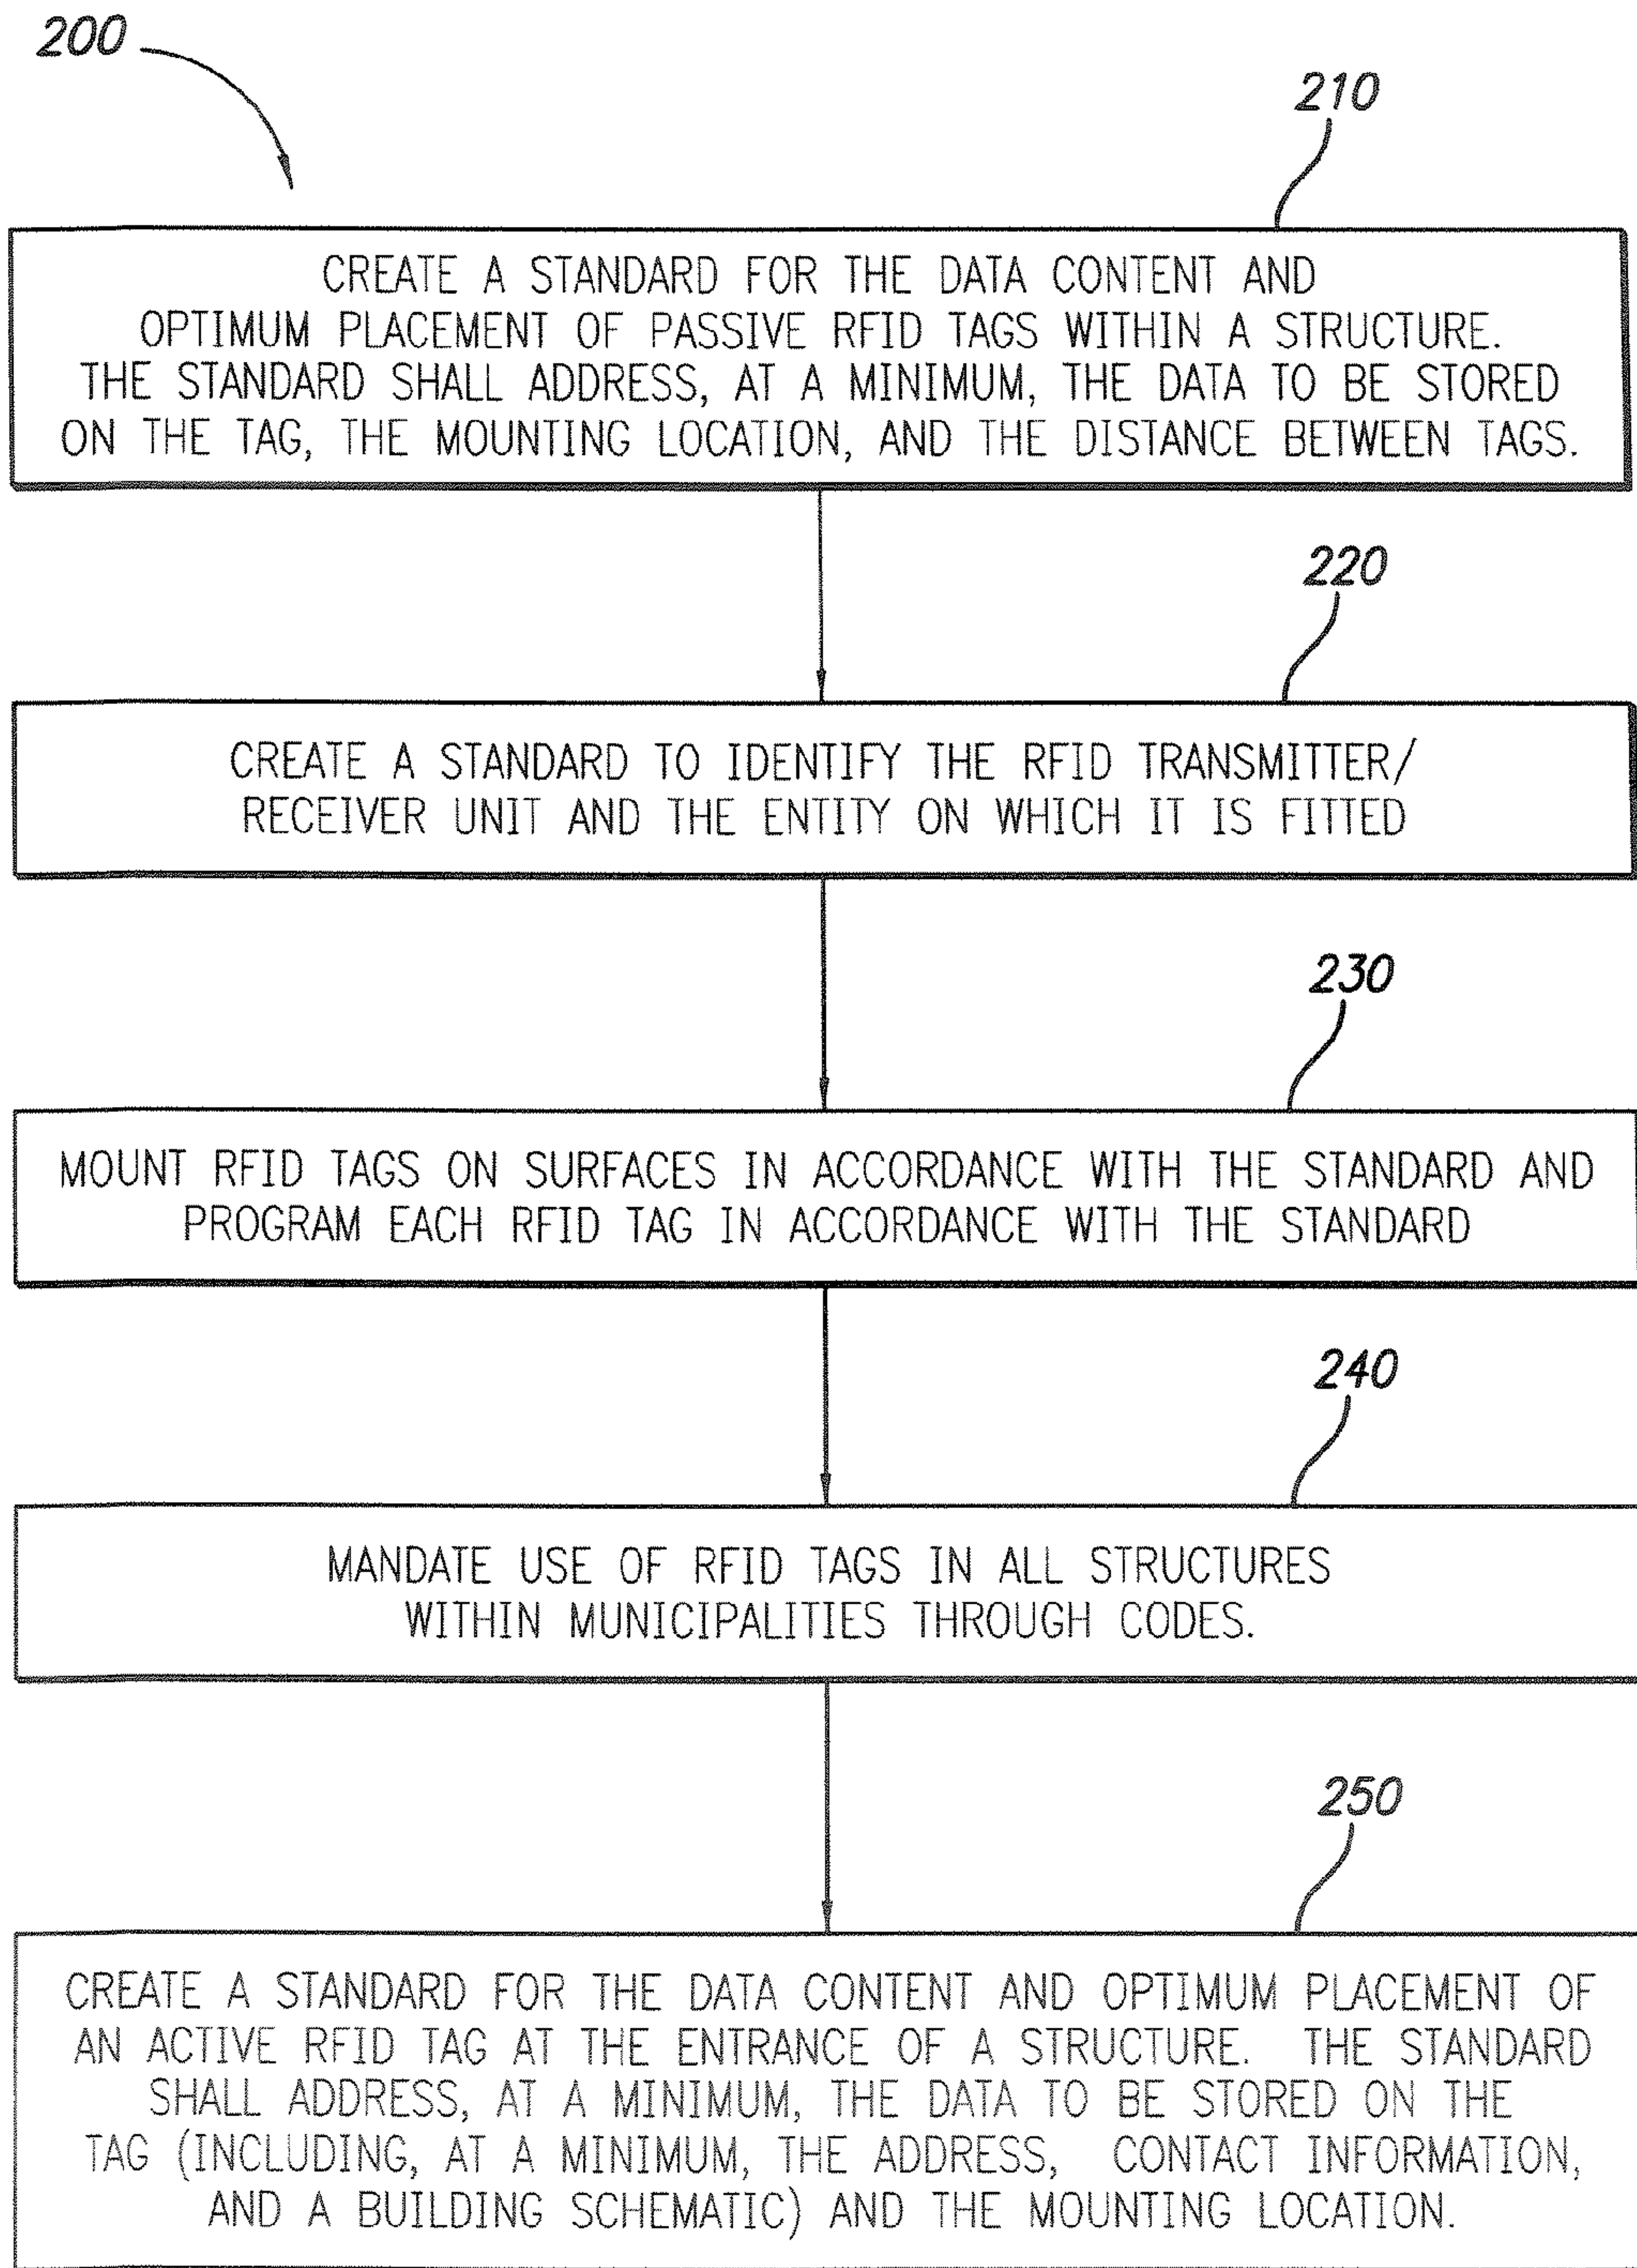 200
210
CREATE A STANDARD FOR THE DATA CONTENT AND
OPTIMUM PLACEMENT OF PASSIVE RFID TAGS WITHIN A STRUCTURE.
THE STANDARD SHALL ADDRESS, AT A MINIMUM, THE DATA TO BE STORED
ON THE TAG, THE MOUNTING LOCATION, AND THE DISTANCE BETWEEN TAGS.
220
CREATE A STANDARD TO IDENTIFY THE RFID TRANSMITTER/
RECEIVER UNIT AND THE ENTITY ON WHICH IT IS FITTED
230
MOUNT RFID TAGS ON SURFACES IN ACCORDANCE WITH THE STANDARD AND
PROGRAM EACH RFID TAG IN ACCORDANCE WITH THE STANDARD
240
MANDATE USE OF RFID TAGS IN ALL STRUCTURES
WITHIN MUNICIPALITIES THROUGH CODES.
250
CREATE A STANDARD FOR THE DATA CONTENT AND OPTIMUM PLACEMENT OF
AN ACTIVE RFID TAG AT THE ENTRANCE OF A STRUCTURE. THE STANDARD
SHALL ADDRESS, AT A MINIMUM, THE DATA TO BE STORED ON THE
TAG (INCLUDING, AT A MINIMUM, THE ADDRESS, CONTACT INFORMATION,
AND A BUILDING SCHEMATIC) AND THE MOUNTING LOCATION.